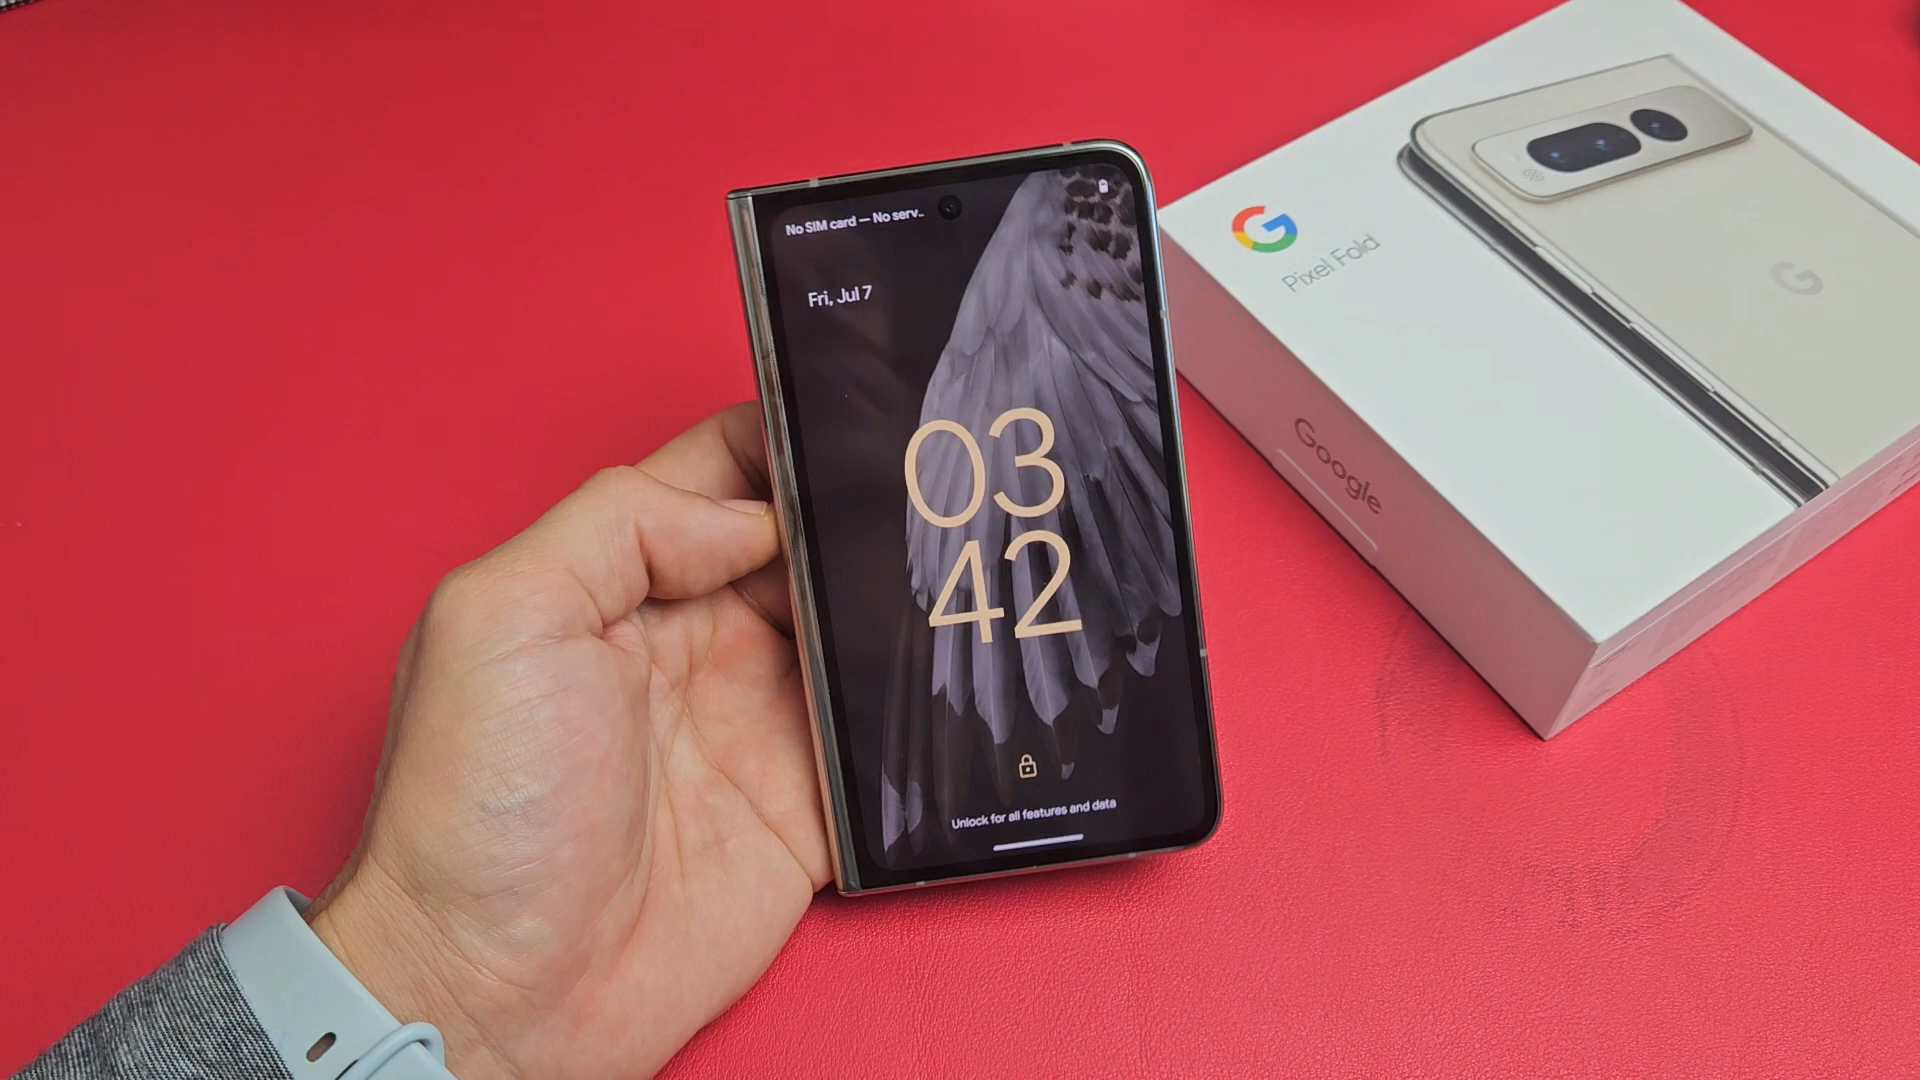 No SIM card — No serv..
Fri, Jul 7
03
42
Unlock for all features and data
G
Pixel Fold
G
Google